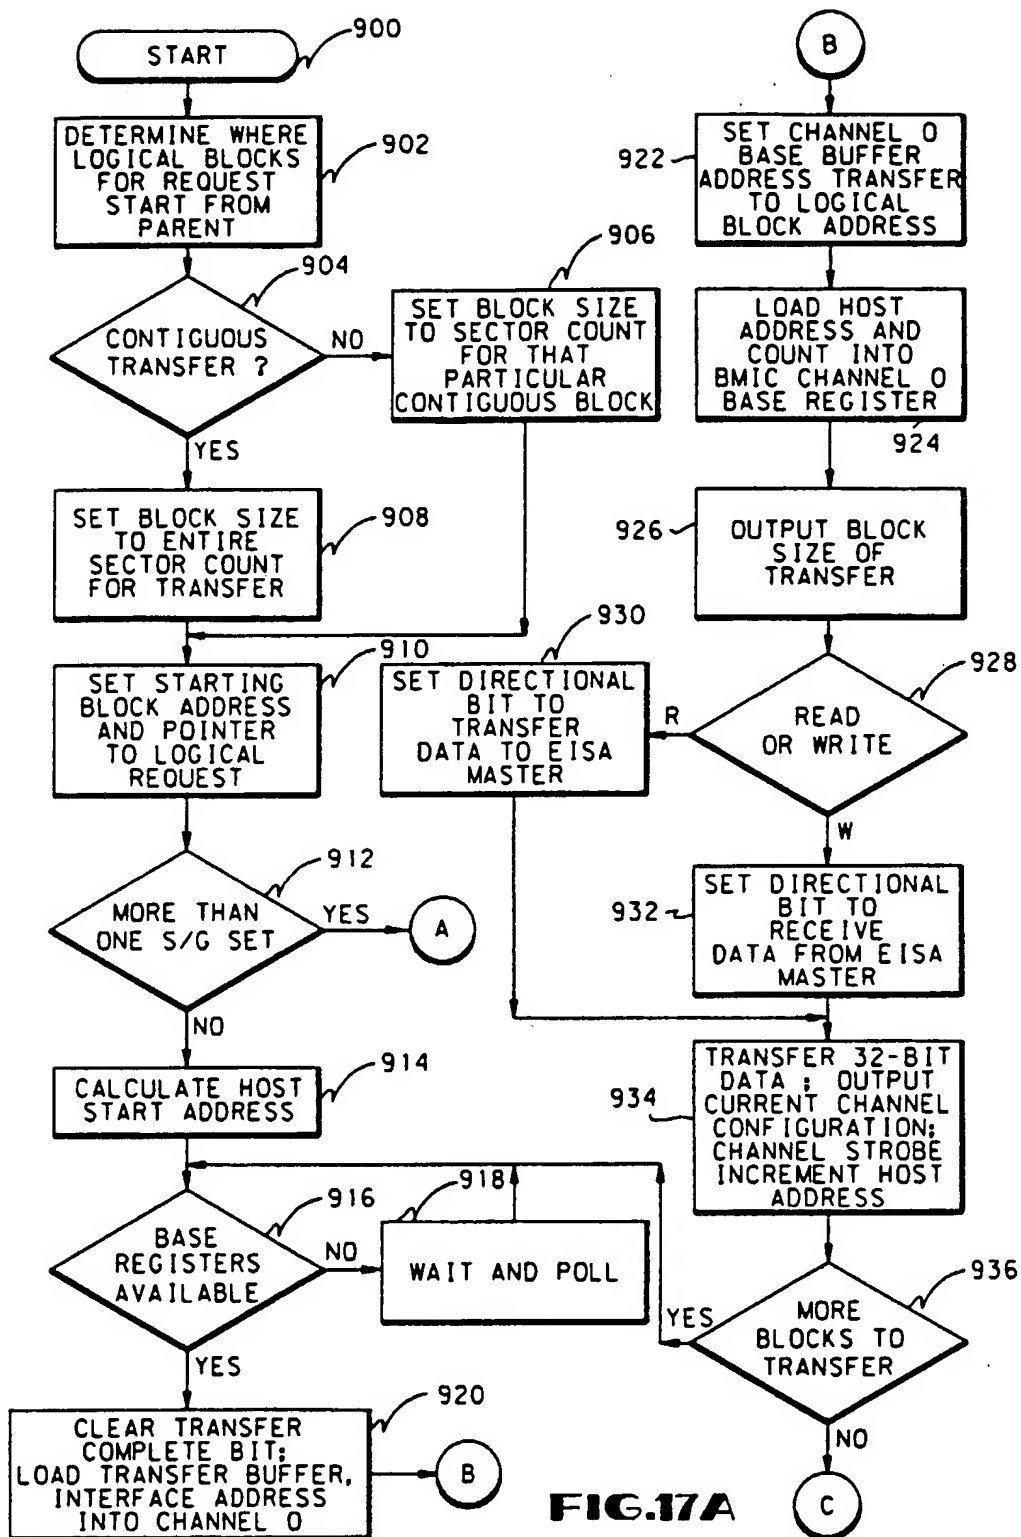 START
900
DETERMINE WHERE
LOGICAL BLOCKS
FOR REQUEST
START FROM
PARENT
902
904
CONTIGUOUS
TRANSFER ?
NO
YES
906
SET BLOCK SIZE
TO SECTOR COUNT
FOR THAT
PARTICULAR
CONTIGUOUS BLOCK
SET BLOCK SIZE
TO ENTIRE
SECTOR COUNT
FOR TRANSFER
908
910
SET STARTING
BLOCK ADDRESS
AND POINTER
TO LOGICAL
REQUEST
912
MORE THAN
ONE S/G SET
YES
A
NO
CALCULATE HOST
START ADDRESS
914
916
BASE
REGISTERS
AVAILABLE
NO
918
WAIT AND POLL
YES
920
CLEAR TRANSFER
COMPLETE BIT;
LOAD TRANSFER BUFFER,
INTERFACE ADDRESS
INTO CHANNEL 0
B
B
922
SET CHANNEL 0
BASE BUFFER
ADDRESS TRANSFER
TO LOGICAL
BLOCK ADDRESS
LOAD HOST
ADDRESS AND
COUNT INTO
BMIC CHANNEL 0
BASE REGISTER
924
926
OUTPUT BLOCK
SIZE OF
TRANSFER
928
READ
OR WRITE
R
W
930
SET DIRECTIONAL
BIT TO
TRANSFER
DATA TO EISA
MASTER
932
SET DIRECTIONAL
BIT TO
RECEIVE
DATA FROM EISA
MASTER
934
TRANSFER 32-BIT
DATA ; OUTPUT
CURRENT CHANNEL
CONFIGURATION;
CHANNEL STROBE
INCREMENT HOST
ADDRESS
936
MORE
BLOCKS TO
TRANSFER
YES
NO
C
FIG.17A